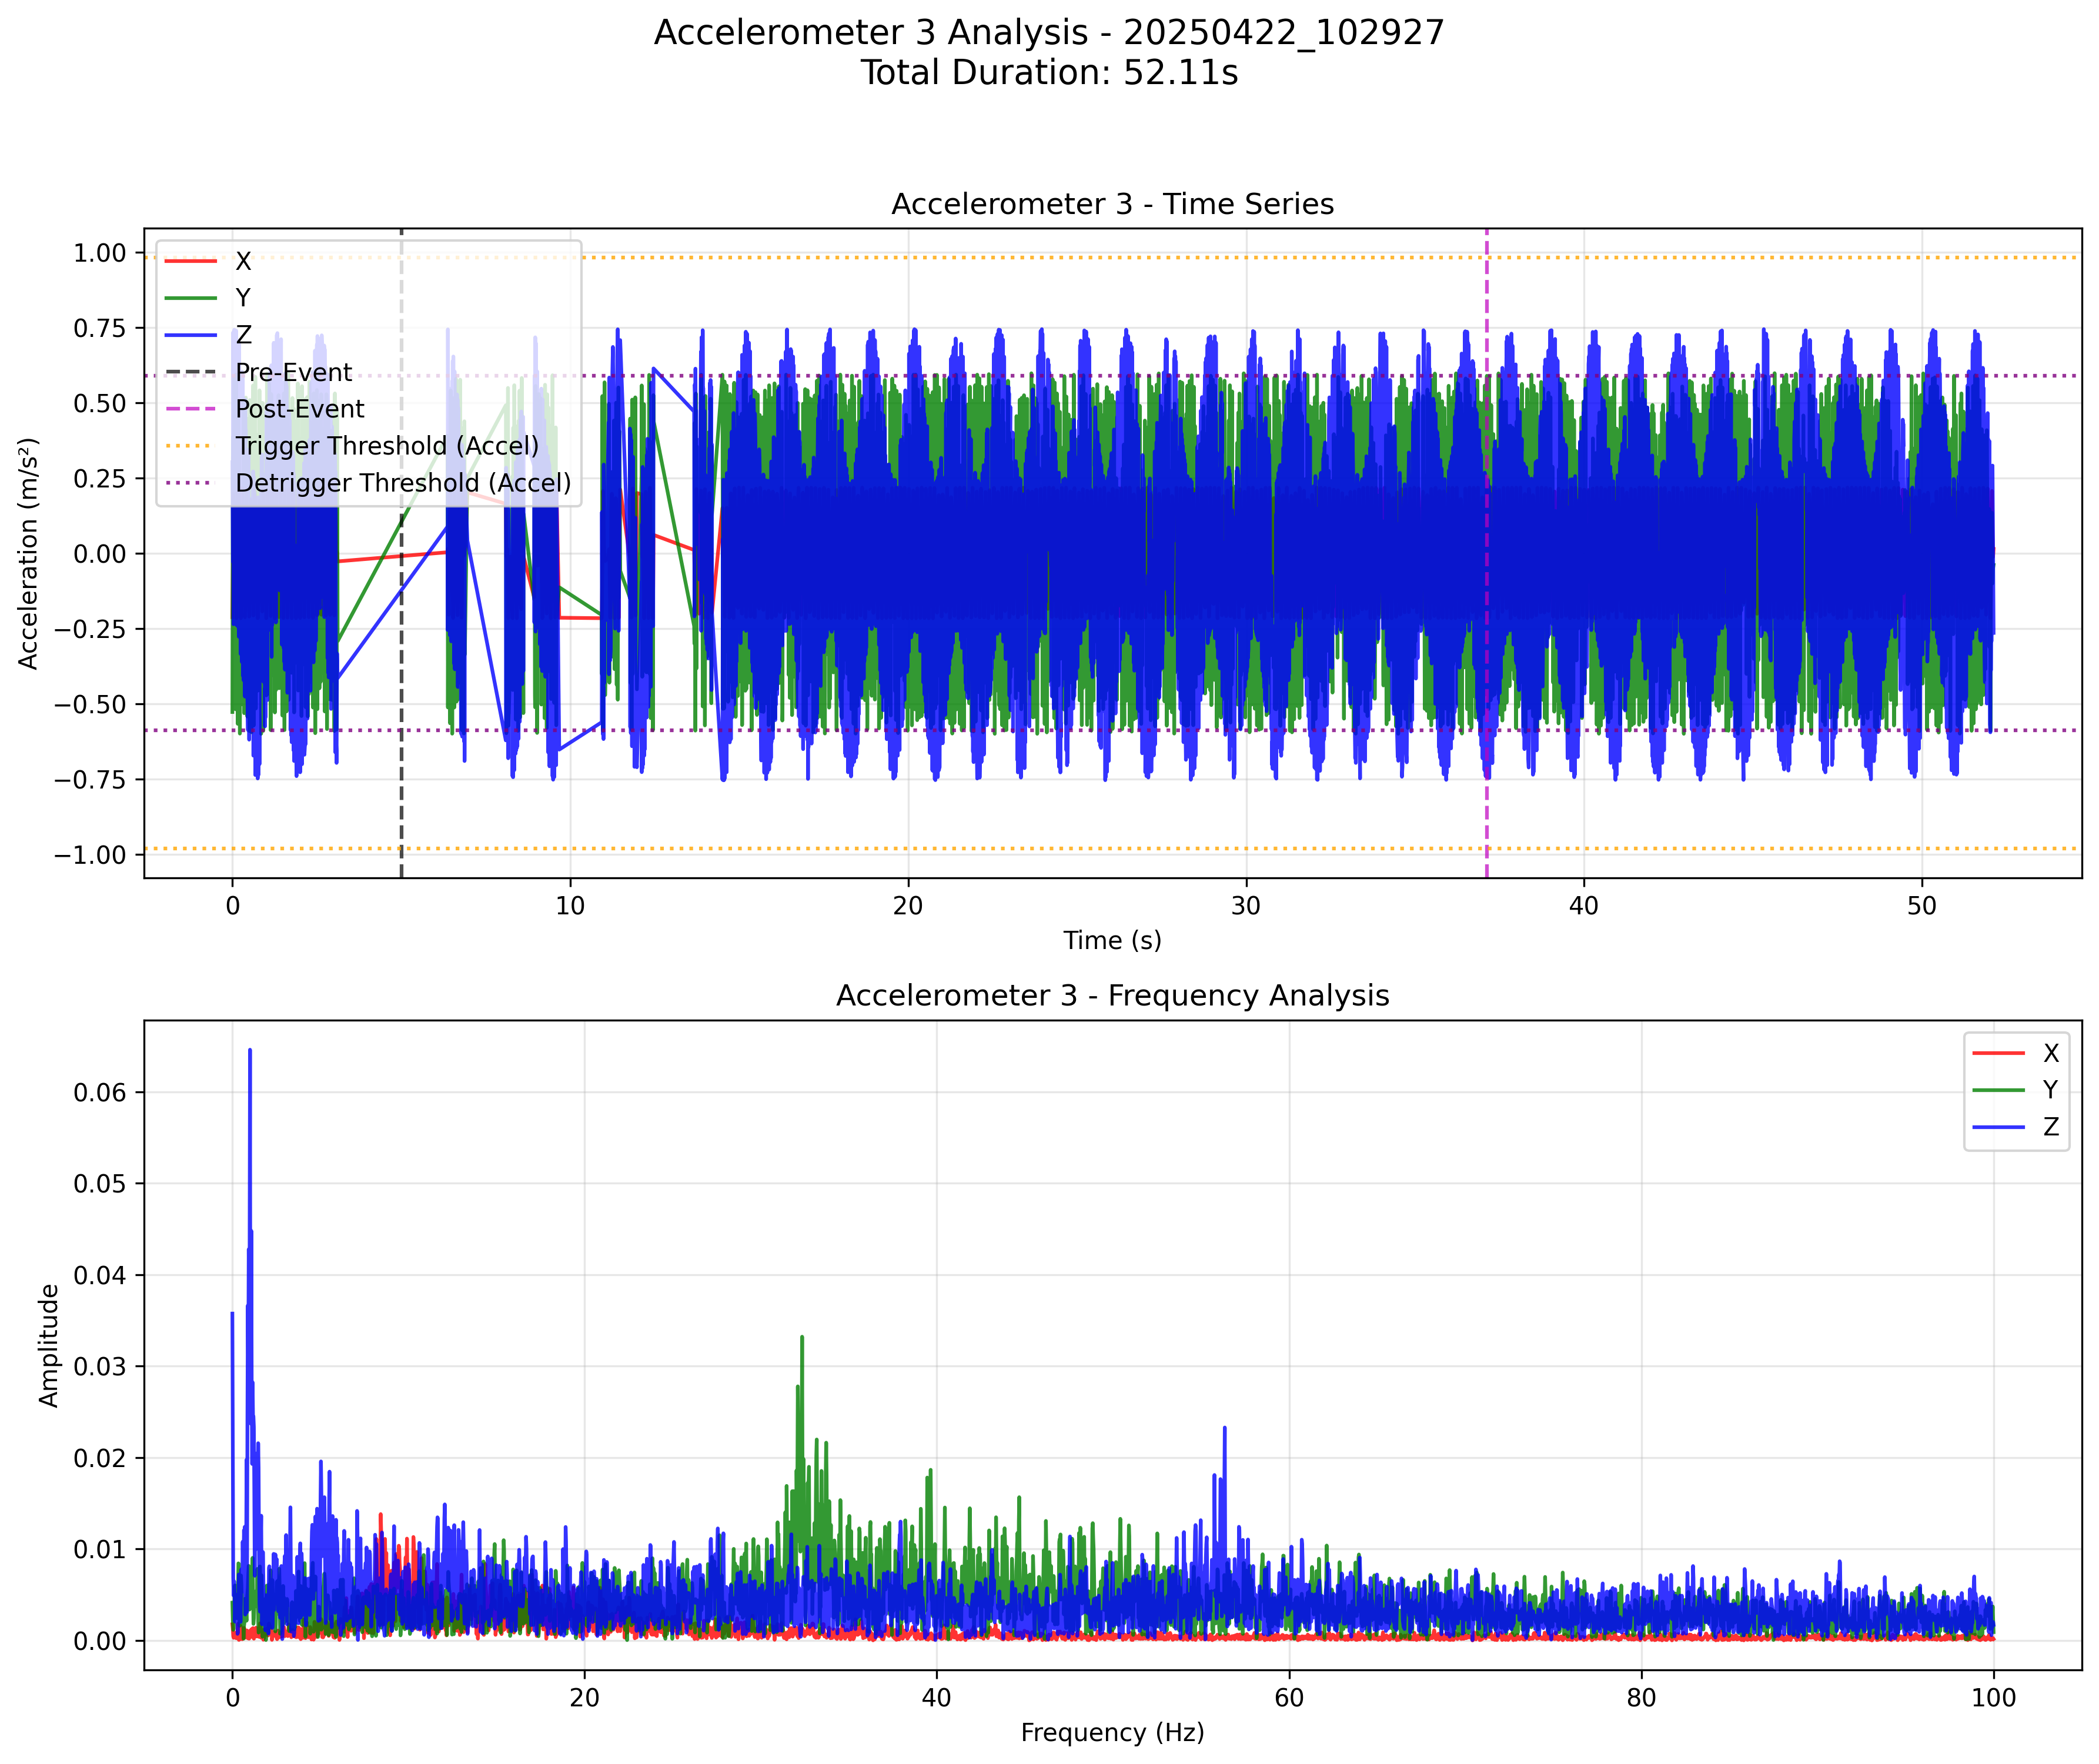 Accelerometer 3 Analysis - 20250422_102927
Total Duration: 52.11s
Accelerometer 3 - Time Series
1.00
0.75
0.50
0.25
0.00
−0.25
−0.50
−0.75
−1.00
Acceleration (m/s²)
X
Y
Z
Pre-Event
Post-Event
Trigger Threshold (Accel)
Detrigger Threshold (Accel)
0 10 20 30 40 50
Time (s)
Accelerometer 3 - Frequency Analysis
0.06
0.05
0.04
0.03
0.02
0.01
0.00
Amplitude
X
Y
Z
0 20 40 60 80 100
Frequency (Hz)